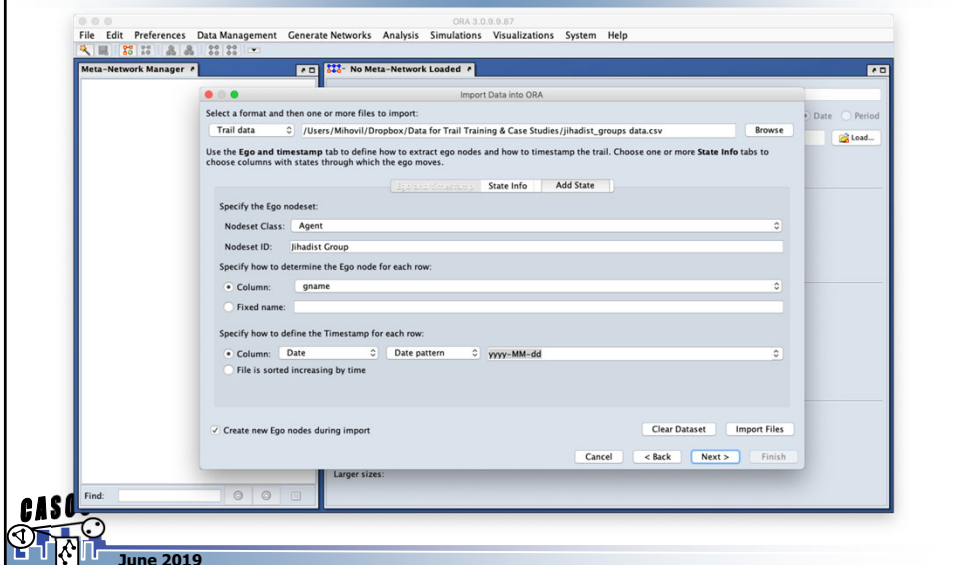 ORA 3.0.9.9.87
File Edit Preferences Data Management Generate Networks Analysis Simulations Visualizations System Help
Meta-Network Manager
No Meta-Network Loaded
Import Data into ORA
Select a format and then one or more files to import:
Trail data /Users/Mihovil/Dropbox/Data for Trail Training & Case Studies/jihadist_groups data.csv Browse
Date Period
Load...
Use the Ego and timestamp tab to define how to extract ego nodes and how to timestamp the trail. Choose one or more State Info tabs to
choose columns with states through which the ego moves.
Ego and timestamp State Info Add State
Specify the Ego nodeset:
Nodeset Class: Agent
Nodeset ID: Jihadist Group
Specify how to determine the Ego node for each row:
Column: gname
Fixed name:
Specify how to define the Timestamp for each row:
Column: Date Date pattern yyyy-MM-dd
File is sorted increasing by time
Create new Ego nodes during import Clear Dataset Import Files
Cancel < Back Next > Finish
Larger sizes:
Find:
CASO
June 2019